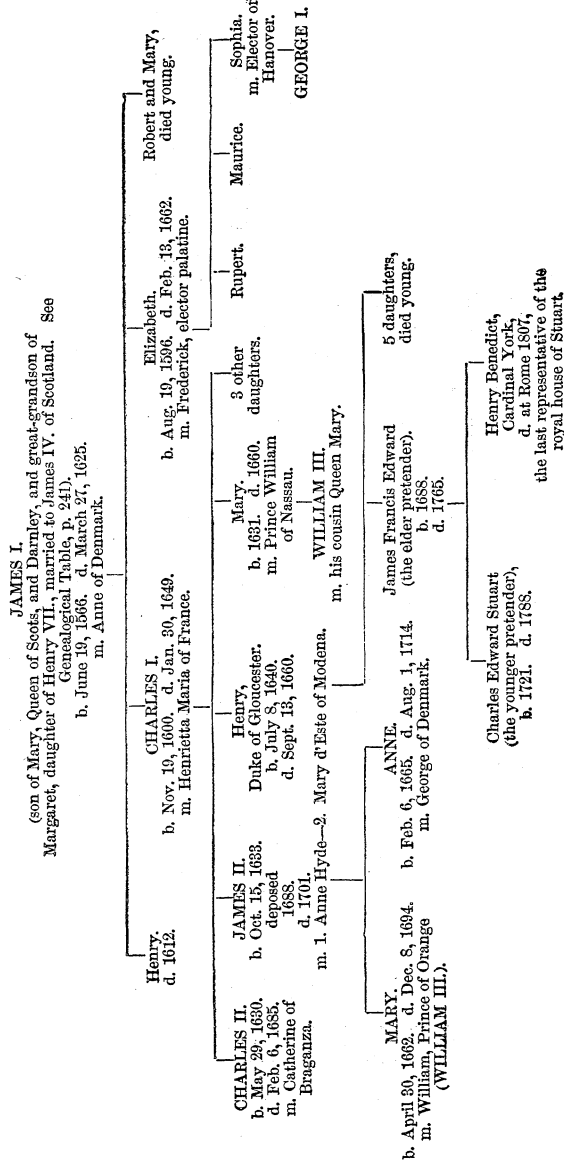 JAMES I.
(son of Mary, Queen of Scots, and Darnley, and great-grandson of
Margaret, daughter of Henry VII., married to James IV. of Scotland. See
Genealogical Table, p. 241).
b. June 19, 1566. d. March 27, 1625.
m. Anne of Denmark.
Henry.
d. 1612.
CHARLES I.
b. Nov. 19, 1600. d. Jan. 30, 1649.
m. Henrietta Maria of France.
Elizabeth.
b. Aug. 19, 1596. d. Feb. 13, 1662.
m. Frederick, elector palatine.
Robert and Mary,
died young.
CHARLES II.
b. May 29, 1630.
d. Feb. 6, 1685.
m. Catherine of
Braganza.
JAMES II.
b. Oct. 15, 1633.
deposed
1688.
d. 1701.
m. 1. Anne Hyde—2. Mary d'Este of Modena.
Henry,
Duke of Gloucester.
b. July 8, 1640.
d. Sept. 13, 1660.
Mary.
b. 1631. d. 1660.
m. Prince William
of Nassau.
WILLIAM III.
m. his cousin Queen Mary.
3 other
daughters.
Rupert.
Maurice.
Sophia.
m. Elector of
Hanover.
GEORGE I.
MARY.
b. April 30, 1662. d. Dec. 8, 1694.
m. William, Prince of Orange
(WILLIAM III.).
ANNE.
b. Feb. 6, 1665. d. Aug. 1, 1714.
m. George of Denmark.
James Francis Edward
(the elder pretender).
b. 1688.
d. 1765.
5 daughters,
died young.
Charles Edward Stuart
(the younger pretender),
b. 1721. d. 1788.
Henry Benedict,
Cardinal York,
d. at Rome 1807,
the last representative of the
royal house of Stuart.